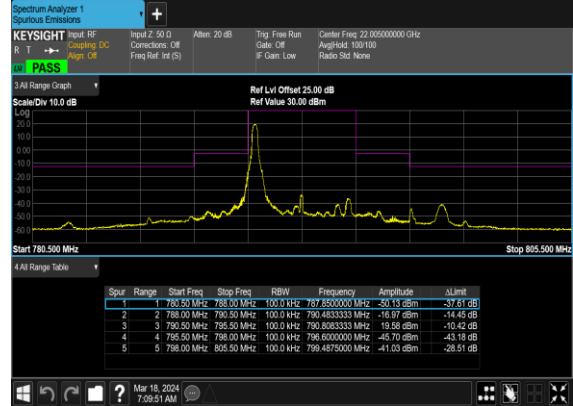 Spectrum Analyzer 1
Spurious Emissions
KEYSIGHT Input: RF
R T Coupling: DC
Align: Off
Input Z: 50 Ω
Corrections: Off
Freq Ref: Int (S)
Atten: 20 dB
Trig: Free Run
Gate: Off
IF Gain: Low
Center Freq: 22.005000000 GHz
Avg|Hold: 100/100
Radio Std: None
PASS
3 All Range Graph
Scale/Div 10.0 dB
Ref Lvl Offset 25.00 dB
Ref Value 30.00 dBm
Log
20.0
10.0
0.00
-10.0
-20.0
-30.0
-40.0
-50.0
-60.0
Start 780.500 MHz
Stop 805.500 MHz
4 All Range Table
Spur Range Start Freq Stop Freq RBW Frequency Amplitude ΔLimit
1 1 780.50 MHz 788.00 MHz 100.0 kHz 787.8500000 MHz -50.13 dBm -37.61 dB
2 2 788.00 MHz 790.50 MHz 100.0 kHz 790.4833333 MHz -16.97 dBm -14.45 dB
3 3 790.50 MHz 795.50 MHz 100.0 kHz 790.8083333 MHz 19.58 dBm -10.42 dB
4 4 795.50 MHz 798.00 MHz 100.0 kHz 796.6000000 MHz -45.70 dBm -43.18 dB
5 5 798.00 MHz 805.50 MHz 100.0 kHz 799.4875000 MHz -41.03 dBm -28.51 dB
?
Mar 18, 2024
7:09:51 AM